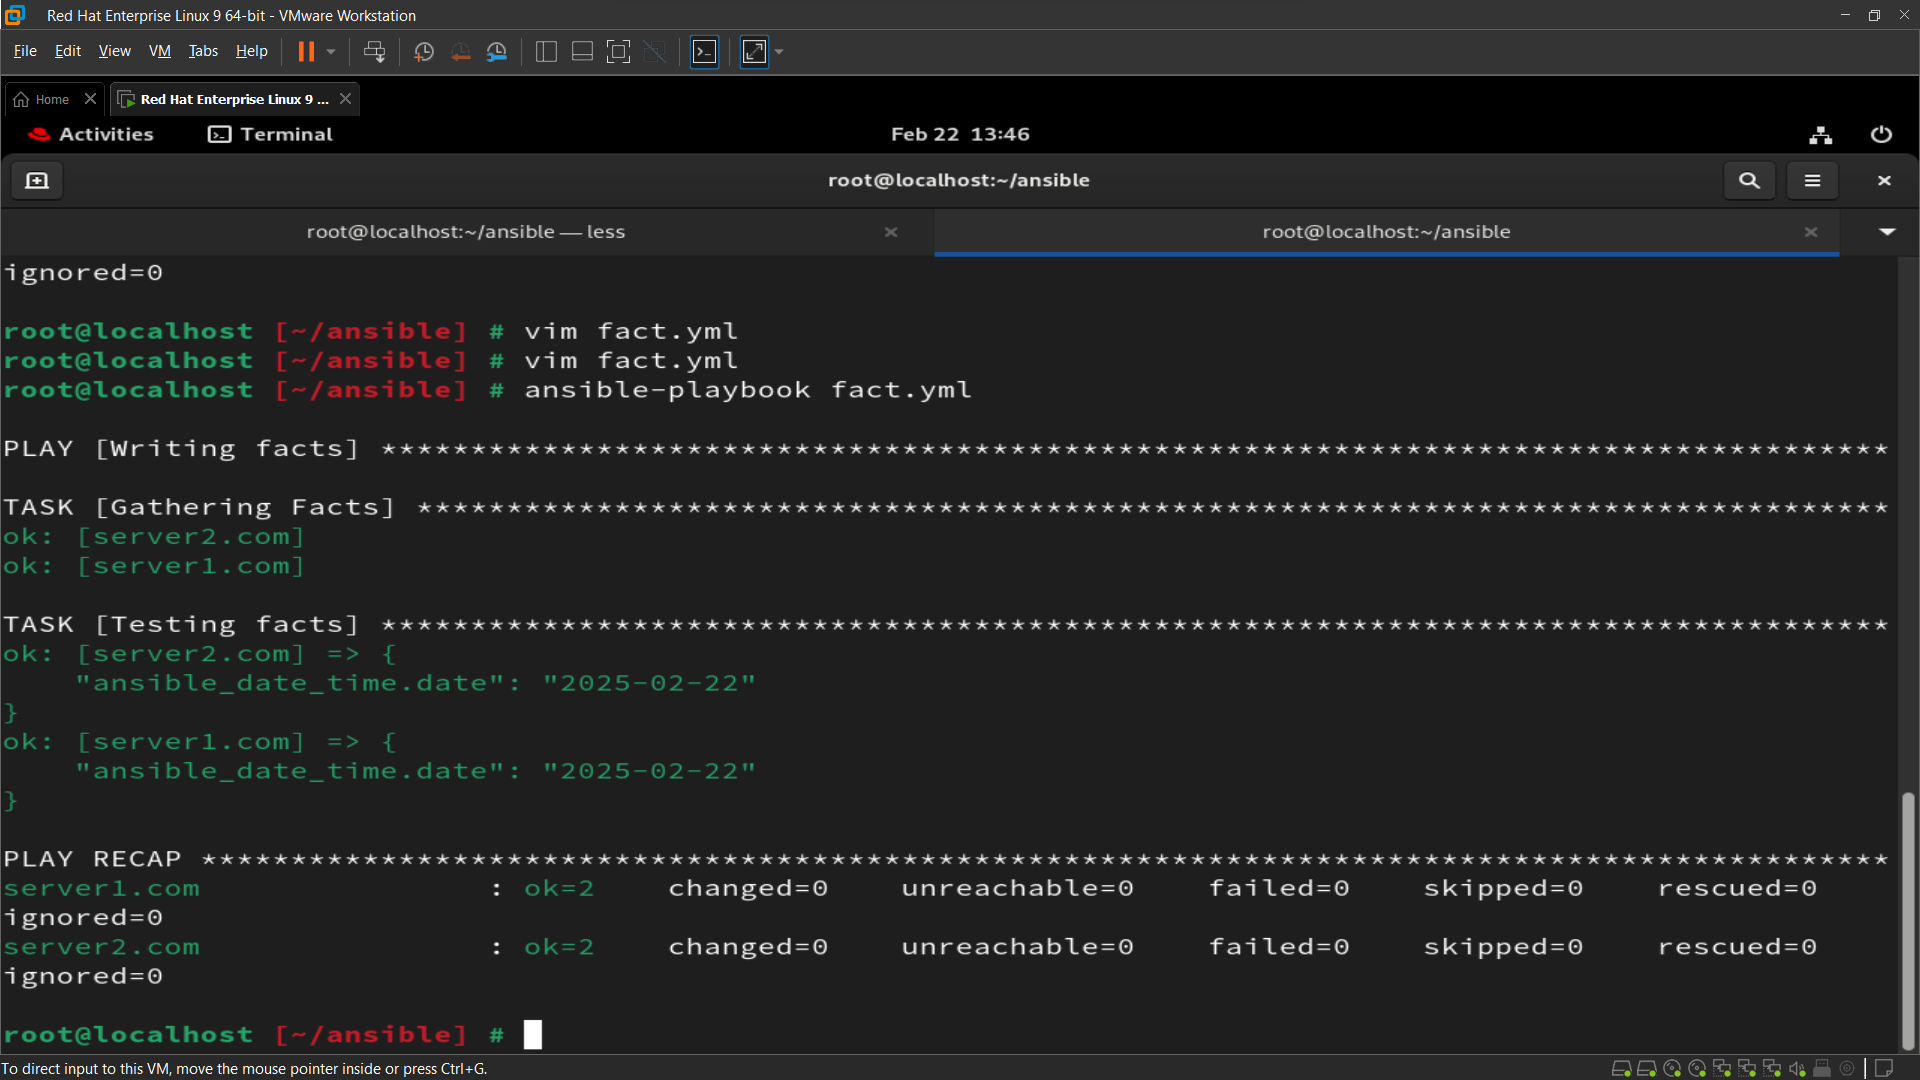 Red Hat Enterprise Linux 9 64-bit - VMware Workstation
File Edit View VM Tabs Help
Home Red Hat Enterprise Linux 9 ...
Activities Terminal Feb 22 13:46
root@localhost:~/ansible
root@localhost:~/ansible — less root@localhost:~/ansible
ignored=0
root@localhost [~/ansible] # vim fact.yml
root@localhost [~/ansible] # vim fact.yml
root@localhost [~/ansible] # ansible-playbook fact.yml
PLAY [Writing facts] ************************************************************************************
TASK [Gathering Facts] **********************************************************************************
ok: [server2.com]
ok: [server1.com]
TASK [Testing facts] ************************************************************************************
ok: [server2.com] => {
    "ansible_date_time.date": "2025-02-22"
}
ok: [server1.com] => {
    "ansible_date_time.date": "2025-02-22"
}
PLAY RECAP **********************************************************************************************
server1.com : ok=2 changed=0 unreachable=0 failed=0 skipped=0 rescued=0
ignored=0
server2.com : ok=2 changed=0 unreachable=0 failed=0 skipped=0 rescued=0
ignored=0
root@localhost [~/ansible] #
To direct input to this VM, move the mouse pointer inside or press Ctrl+G.